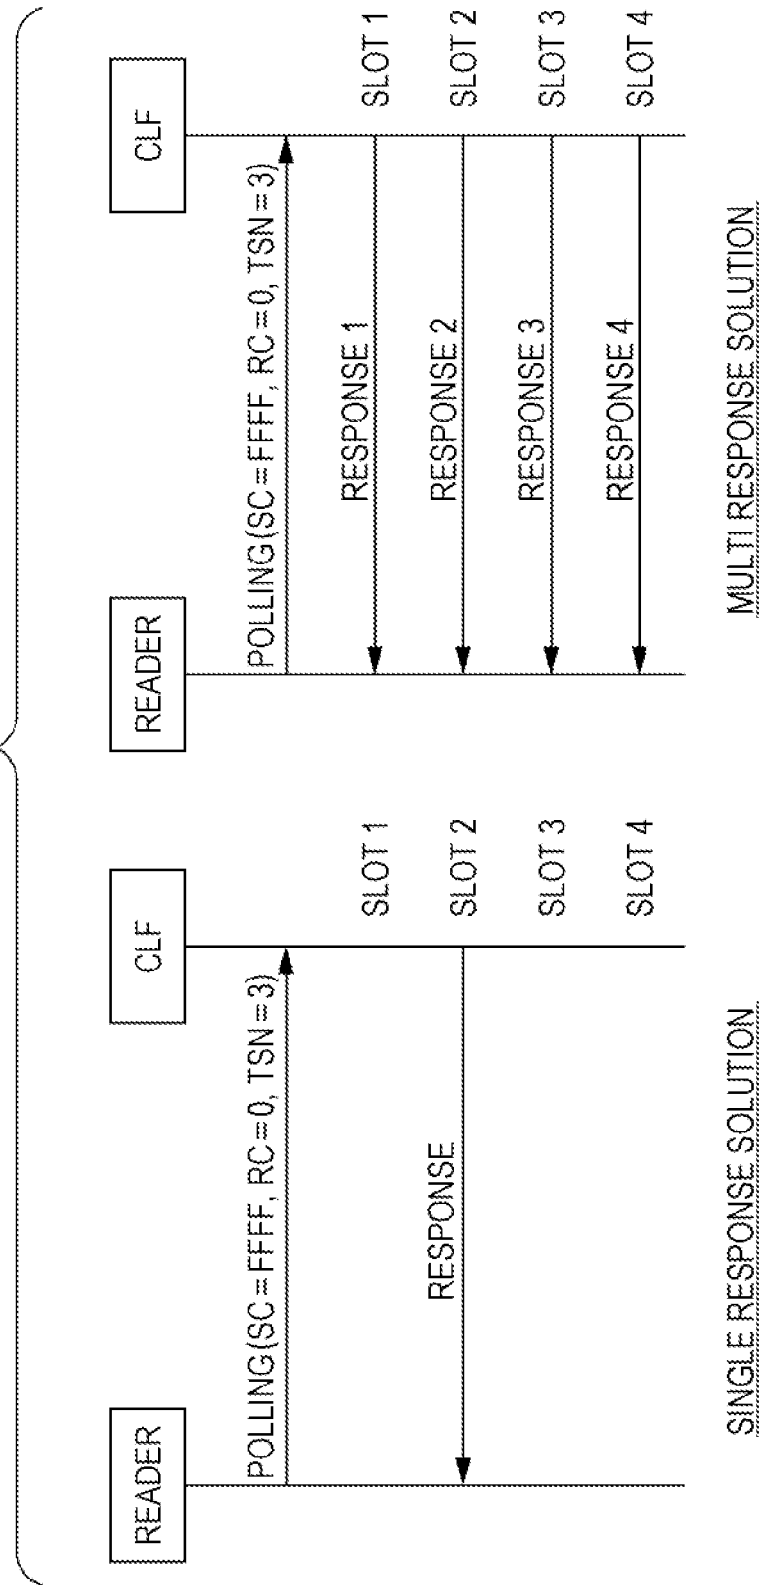 READER
CLF
POLLING(SC=FFFF, RC=0, TSN=3)
SLOT 1
RESPONSE
SLOT 2
SLOT 3
SLOT 4
SINGLE RESPONSE SOLUTION
READER
CLF
POLLING(SC=FFFF, RC=0, TSN=3)
RESPONSE 1
SLOT 1
RESPONSE 2
SLOT 2
RESPONSE 3
SLOT 3
RESPONSE 4
SLOT 4
MULTI RESPONSE SOLUTION